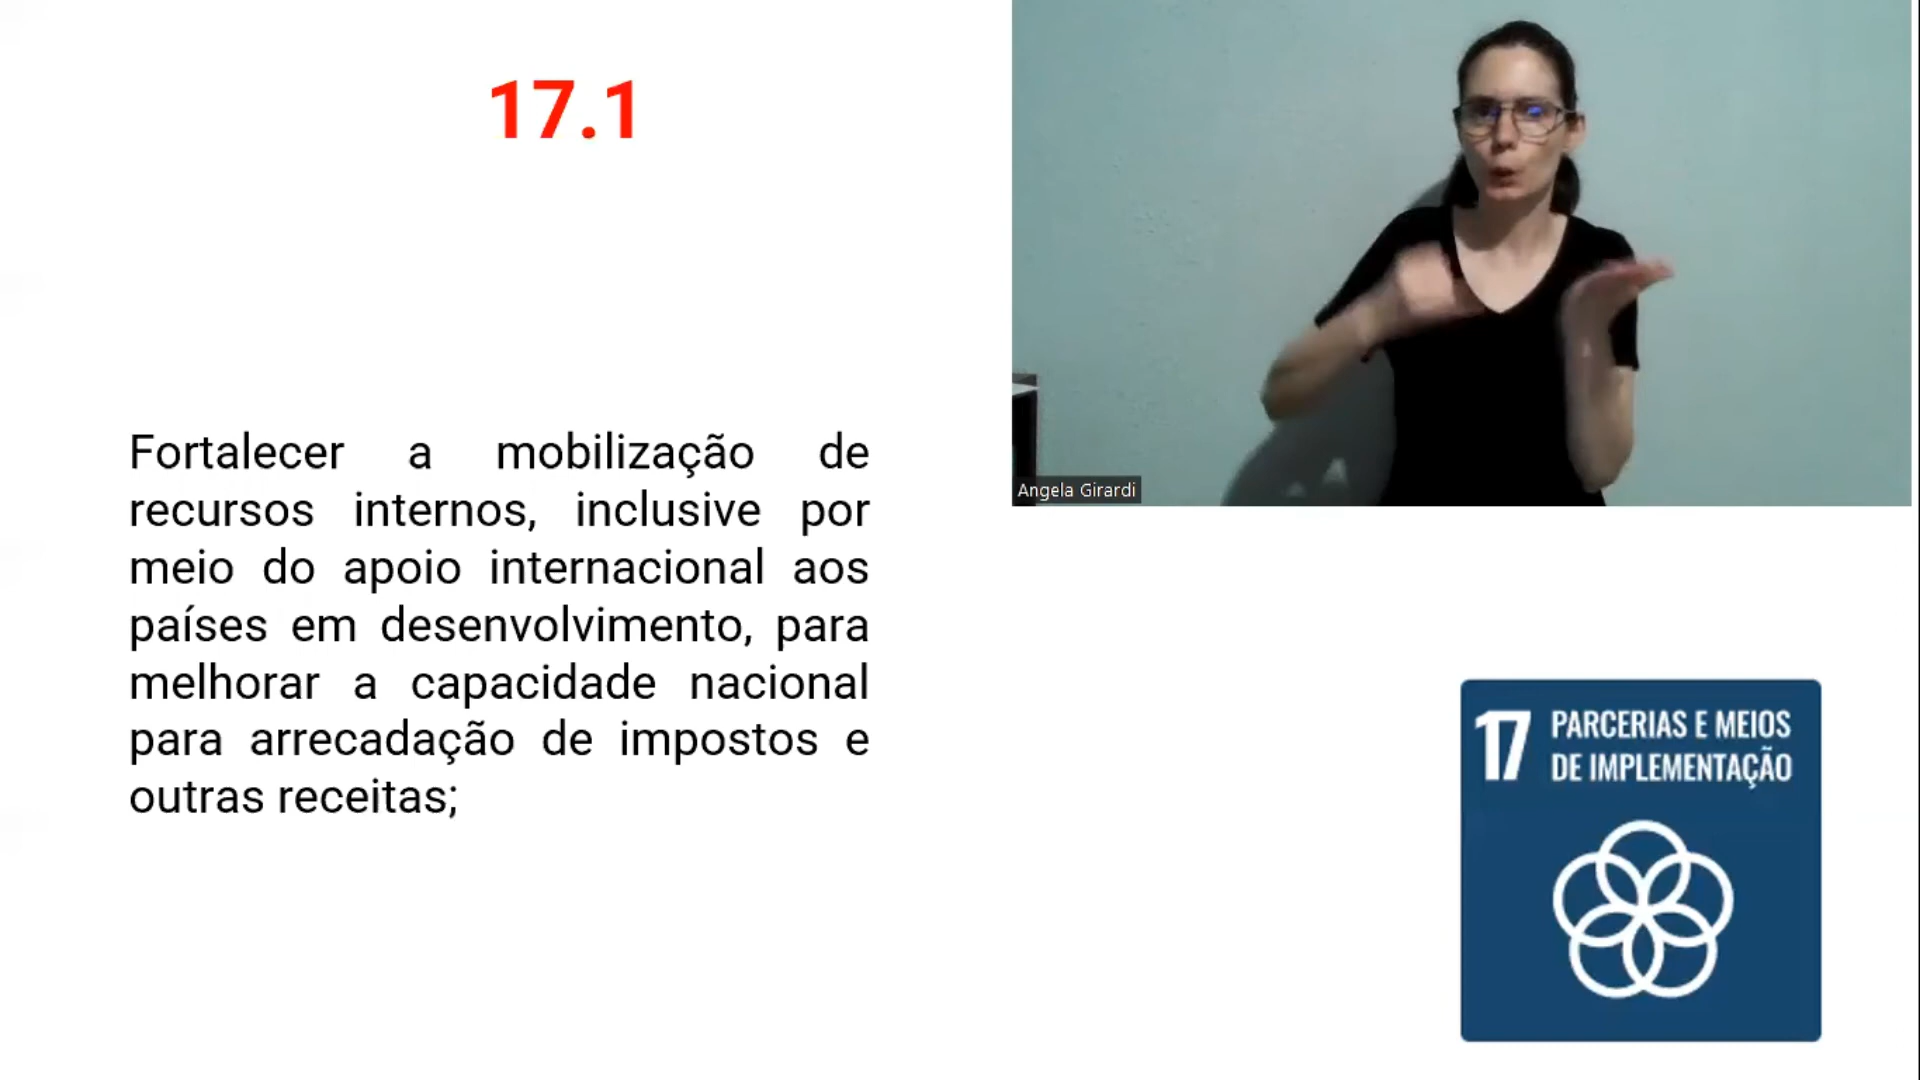 17.1
Fortalecer a mobilização de
recursos internos, inclusive por
meio do apoio internacional aos
países em desenvolvimento, para
melhorar a capacidade nacional
para arrecadação de impostos e
outras receitas;
Angela Girardi
17 PARCERIAS E MEIOS
DE IMPLEMENTAÇÃO